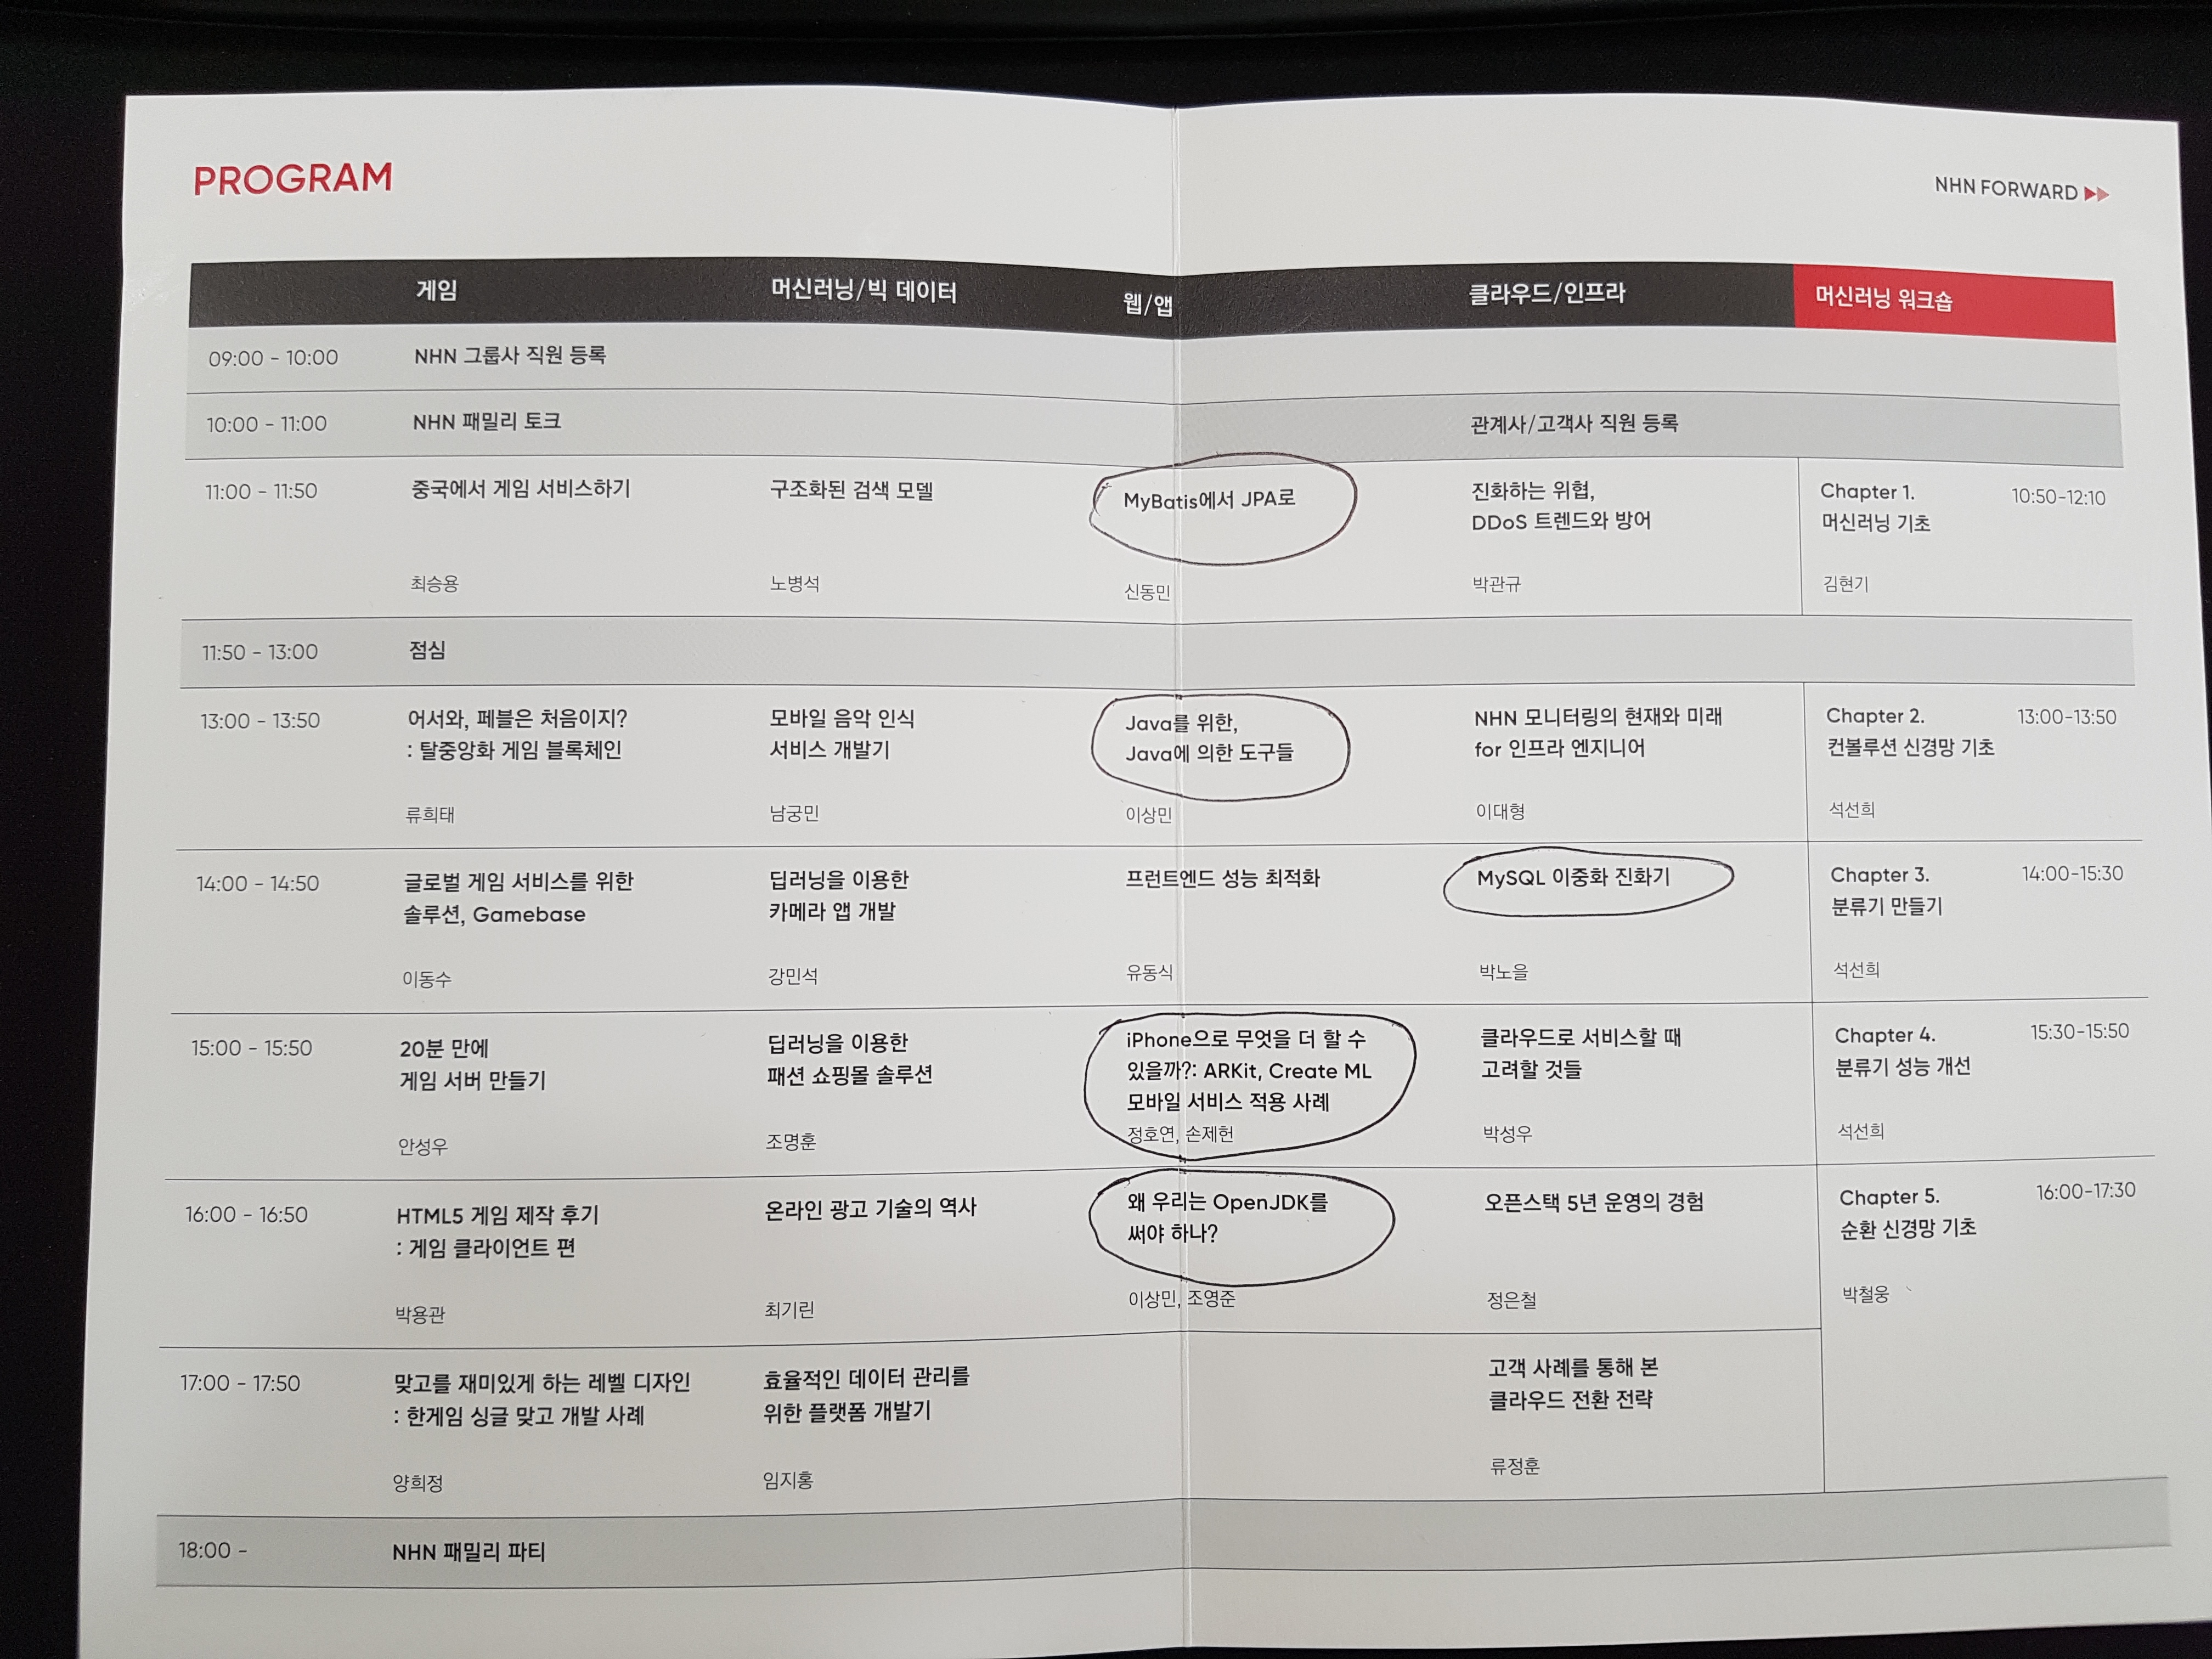 PROGRAM
NHN FORWARD
게임
머신러닝/빅 데이터
웹/앱
클라우드/인프라
머신러닝 워크숍
09:00 - 10:00
NHN 그룹사 직원 등록
10:00 - 11:00
NHN 패밀리 토크
관계사/고객사 직원 등록
11:00 - 11:50
중국에서 게임 서비스하기
최승용
구조화된 검색 모델
노병석
MyBatis에서 JPA로
신동민
진화하는 위협,
DDoS 트렌드와 방어
박관규
Chapter 1.
머신러닝 기초
10:50-12:10
김현기
11:50 - 13:00
점심
13:00 - 13:50
어서와, 페블은 처음이지?
: 탈중앙화 게임 블록체인
류희태
모바일 음악 인식
서비스 개발기
남궁민
Java를 위한,
Java에 의한 도구들
이상민
NHN 모니터링의 현재와 미래
for 인프라 엔지니어
이대형
Chapter 2.
컨볼루션 신경망 기초
13:00-13:50
석선희
14:00 - 14:50
글로벌 게임 서비스를 위한
솔루션, Gamebase
이동수
딥러닝을 이용한
카메라 앱 개발
강민석
프런트엔드 성능 최적화
유동식
MySQL 이중화 진화기
박노을
Chapter 3.
분류기 만들기
14:00-15:30
석선희
15:00 - 15:50
20분 만에
게임 서버 만들기
안성우
딥러닝을 이용한
패션 쇼핑몰 솔루션
조명훈
iPhone으로 무엇을 더 할 수
있을까?: ARKit, Create ML
모바일 서비스 적용 사례
정호연, 손제헌
클라우드로 서비스할 때
고려할 것들
박성우
Chapter 4.
분류기 성능 개선
15:30-15:50
석선희
16:00 - 16:50
HTML5 게임 제작 후기
: 게임 클라이언트 편
박용관
온라인 광고 기술의 역사
최기린
왜 우리는 OpenJDK를
써야 하나?
이상민, 조영준
오픈스택 5년 운영의 경험
정은철
Chapter 5.
순환 신경망 기초
16:00-17:30
박철웅
17:00 - 17:50
맞고를 재미있게 하는 레벨 디자인
: 한게임 싱글 맞고 개발 사례
양희정
효율적인 데이터 관리를
위한 플랫폼 개발기
임지홍
고객 사례를 통해 본
클라우드 전환 전략
류정훈
18:00 -
NHN 패밀리 파티